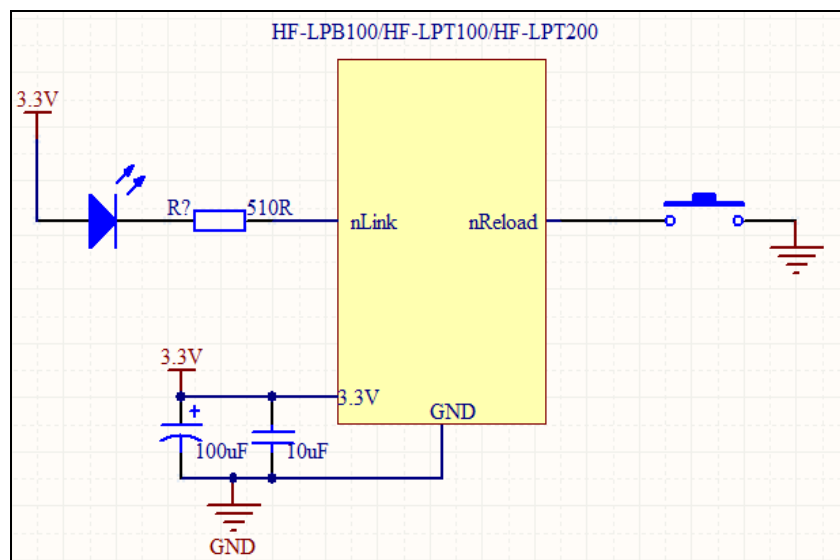 HF-LPB100/HF-LPT100/HF-LPT200
3.3V
R?
510R
nLink
nReload
3.3V
3.3V
GND
+
100uF
10uF
GND